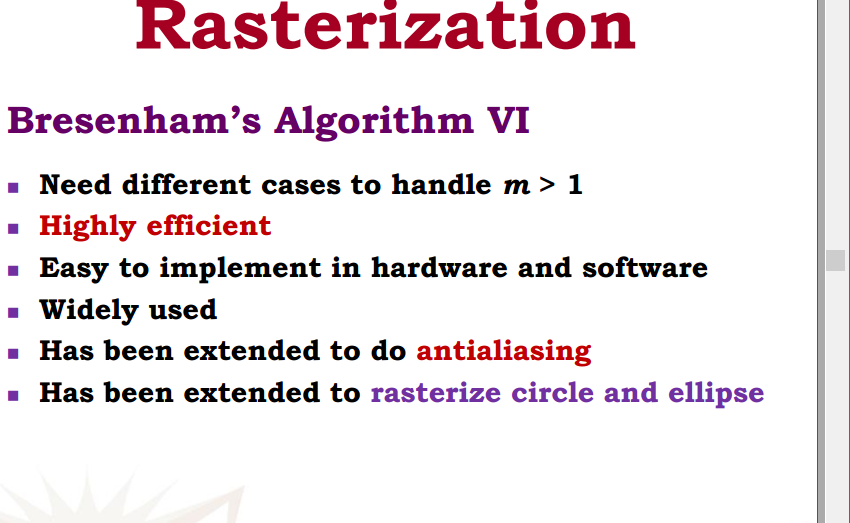 Rasterization
Bresenham’s Algorithm VI
▪ Need different cases to handle m > 1
▪ Highly efficient
▪ Easy to implement in hardware and software
▪ Widely used
▪ Has been extended to do antialiasing
▪ Has been extended to rasterize circle and ellipse